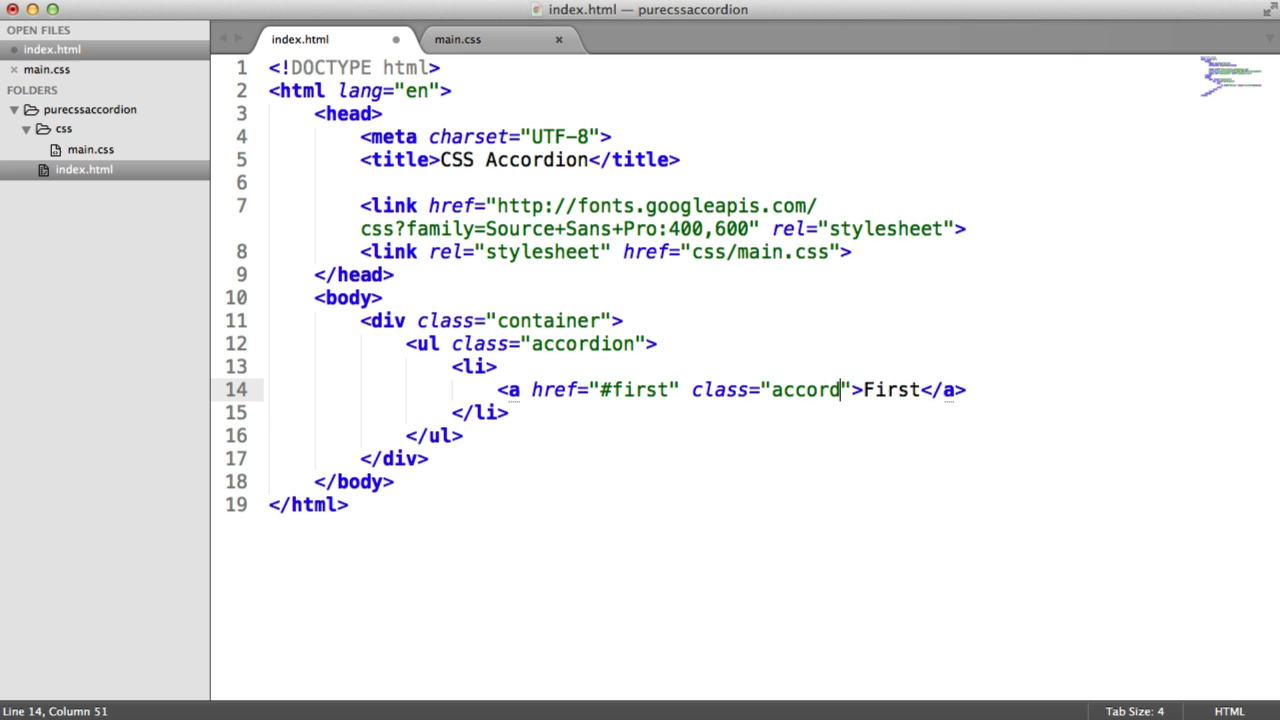 index.html — purecssaccordion
OPEN FILES
index.html
main.css
FOLDERS
purecssaccordion
css
main.css
index.html
index.html
main.css
1 <!DOCTYPE html>
2 <html lang="en">
3 <head>
4 <meta charset="UTF-8">
5 <title>CSS Accordion</title>
6
7 <link href="http://fonts.googleapis.com/
css?family=Source+Sans+Pro:400,600" rel="stylesheet">
8 <link rel="stylesheet" href="css/main.css">
9 </head>
10 <body>
11 <div class="container">
12 <ul class="accordion">
13 <li>
14 <a href="#first" class="accord">First</a>
15 </li>
16 </ul>
17 </div>
18 </body>
19 </html>
Line 14, Column 51
Tab Size: 4
HTML